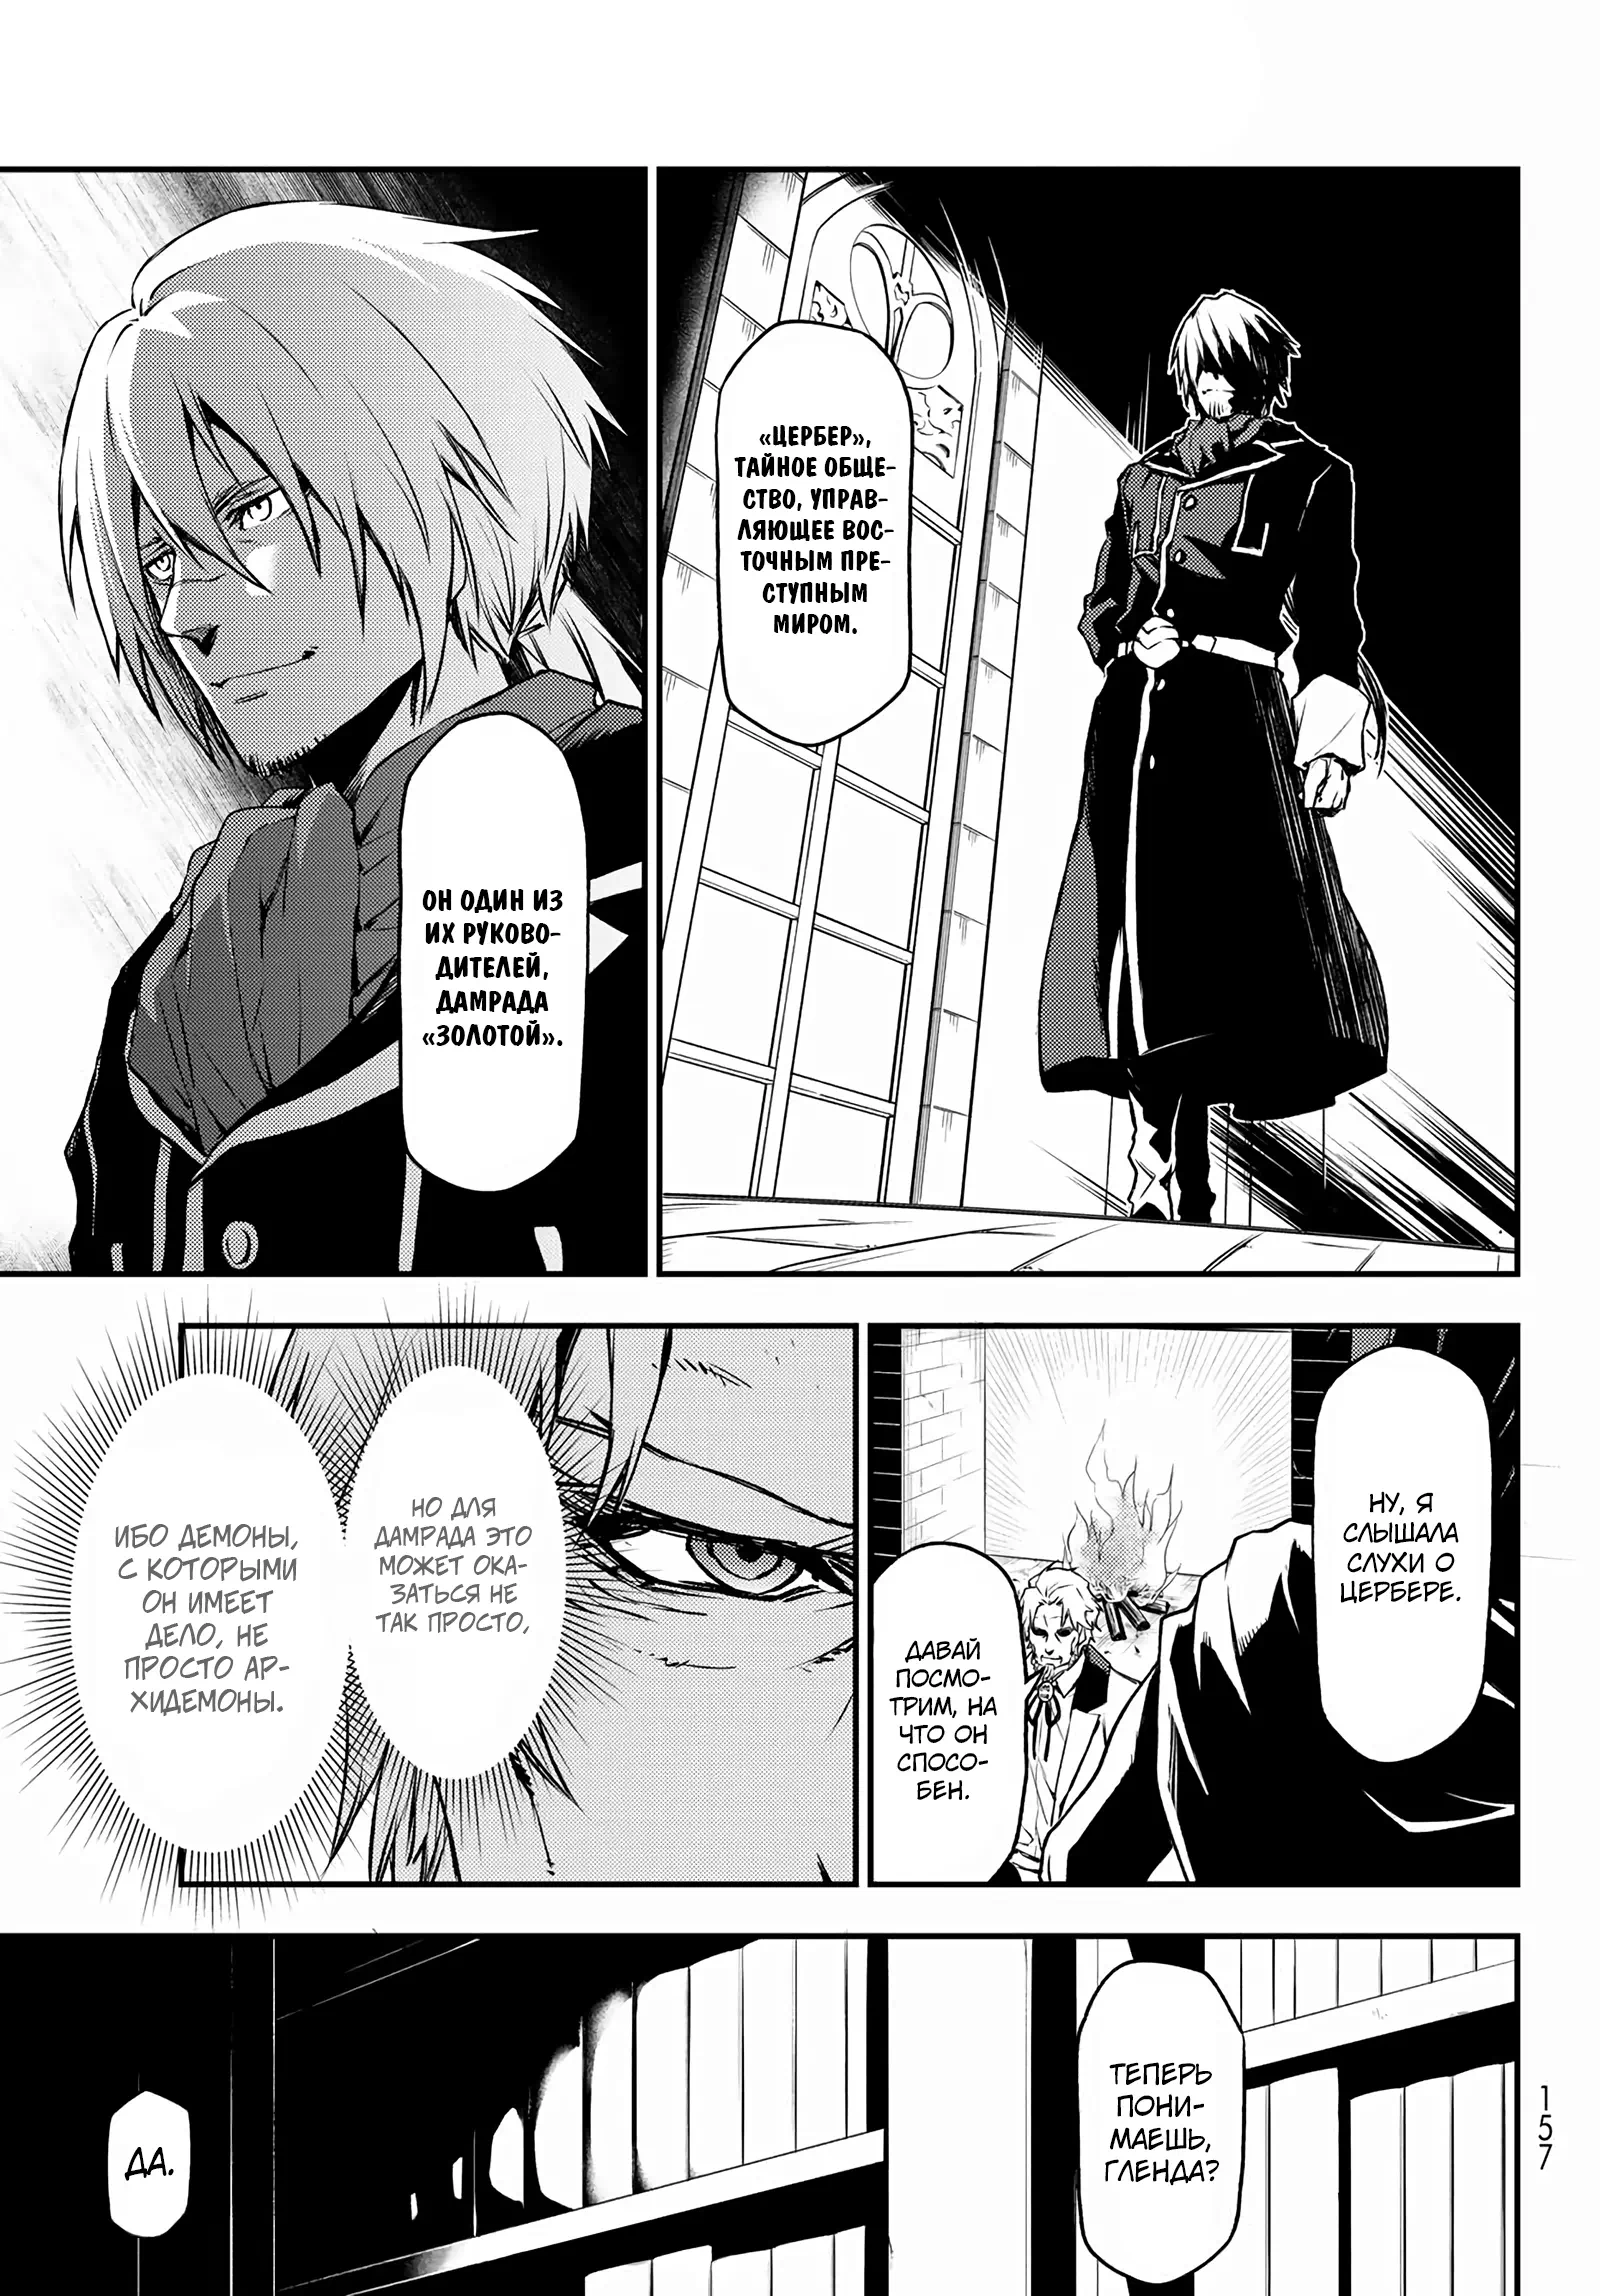 «ЦЕРБЕР»,
ТАЙНОЕ ОБЩЕ-
СТВО, УПРАВ-
ЛЯЮЩЕЕ ВОС-
ТОЧНЫМ ПРЕ-
СТУПНЫМ
МИРОМ.
ОН ОДИН ИЗ
ИХ РУКОВО-
ДИТЕЛЕЙ,
ДАМРАДА
«ЗОЛОТОЙ».
НУ, Я
СЛЫШАЛА
СЛУХИ О
ЦЕРБЕРЕ.
ДАВАЙ
ПОСМО-
ТРИМ, НА
ЧТО ОН
СПОСО-
БЕН.
НО ДЛЯ
ДАМРАДА ЭТО
МОЖЕТ ОКА-
ЗАТЬСЯ НЕ
ТАК ПРОСТО,
ИБО ДЕМОНЫ,
С КОТОРЫМИ
ОН ИМЕЕТ
ДЕЛО, НЕ
ПРОСТО АР-
ХИДЕМОНЫ.
ТЕПЕРЬ
ПОНИ-
МАЕШЬ,
ГЛЕНДА?
ДА.
157